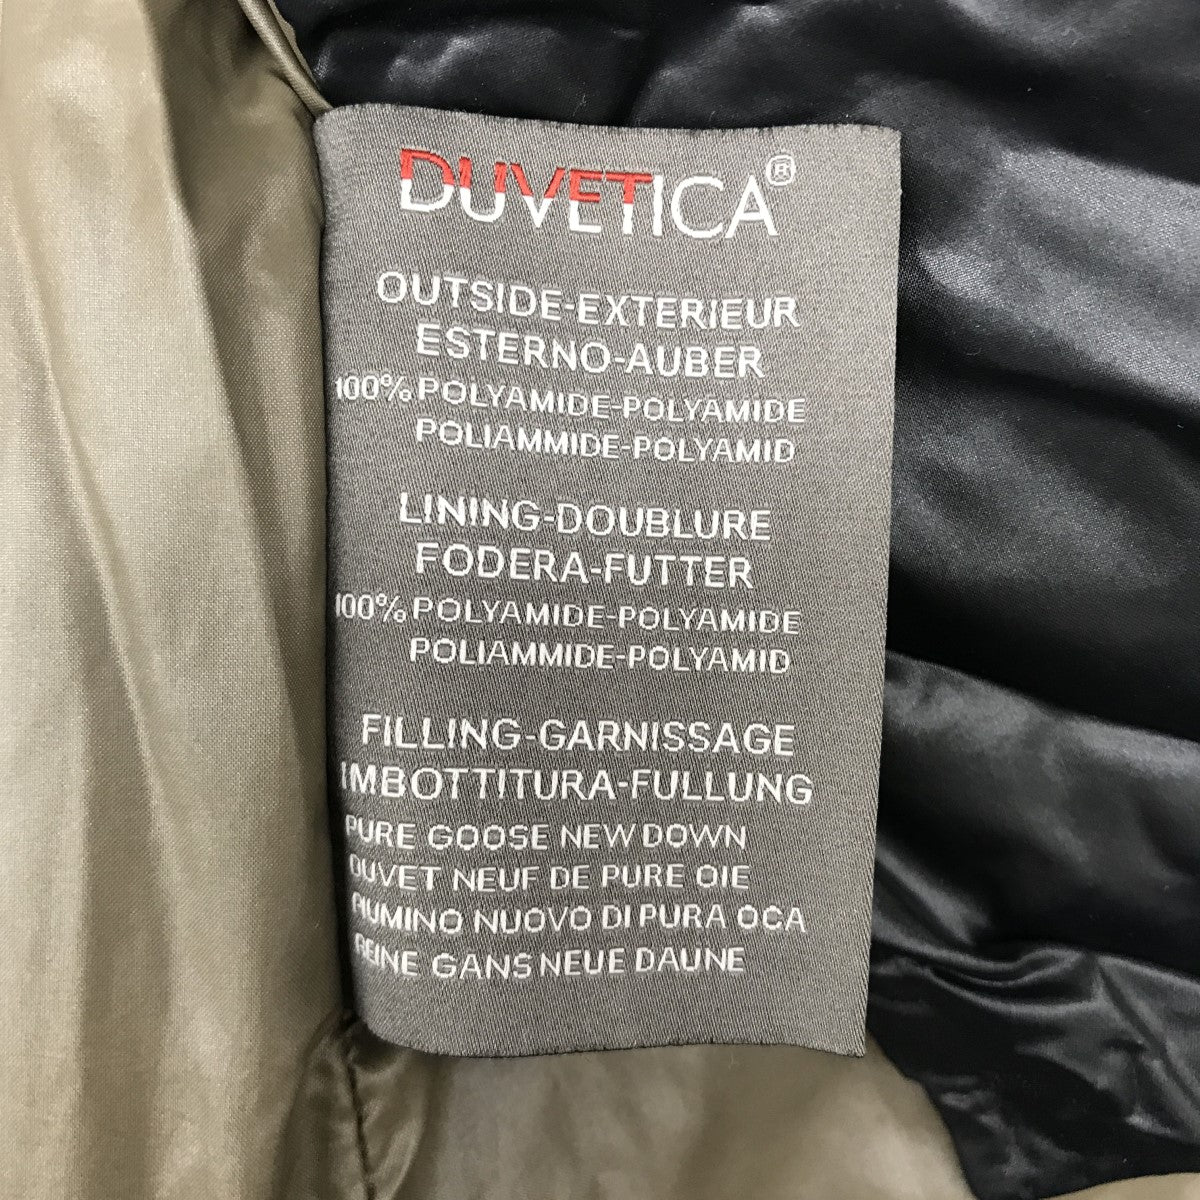 DUVETICA®
OUTSIDE-EXTERIEUR
ESTERNO-AUBER
100% POLYAMIDE-POLYAMIDE
POLIAMMIDE-POLYAMID
LINING-DOUBLURE
FODERA-FUTTER
100% POLYAMIDE-POLYAMIDE
POLIAMMIDE-POLYAMID
FILLING-GARNISSAGE
IMBOTTITURA-FULLUNG
PURE GOOSE NEW DOWN
DUVET NEUF DE PURE OIE
PIUMINO NUOVO DI PURA OCA
REINE GANS NEUE DAUNE